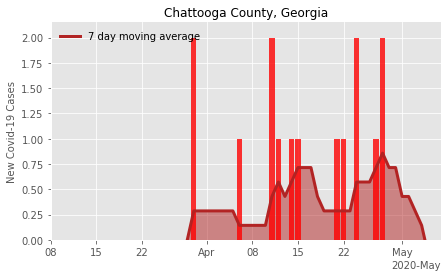 Chattooga County, Georgia
7 day moving average
New Covid-19 Cases
2.00
1.75
1.50
1.25
1.00
0.75
0.50
0.25
0.00
08 15 22 Apr 08 15 22 May
2020-May